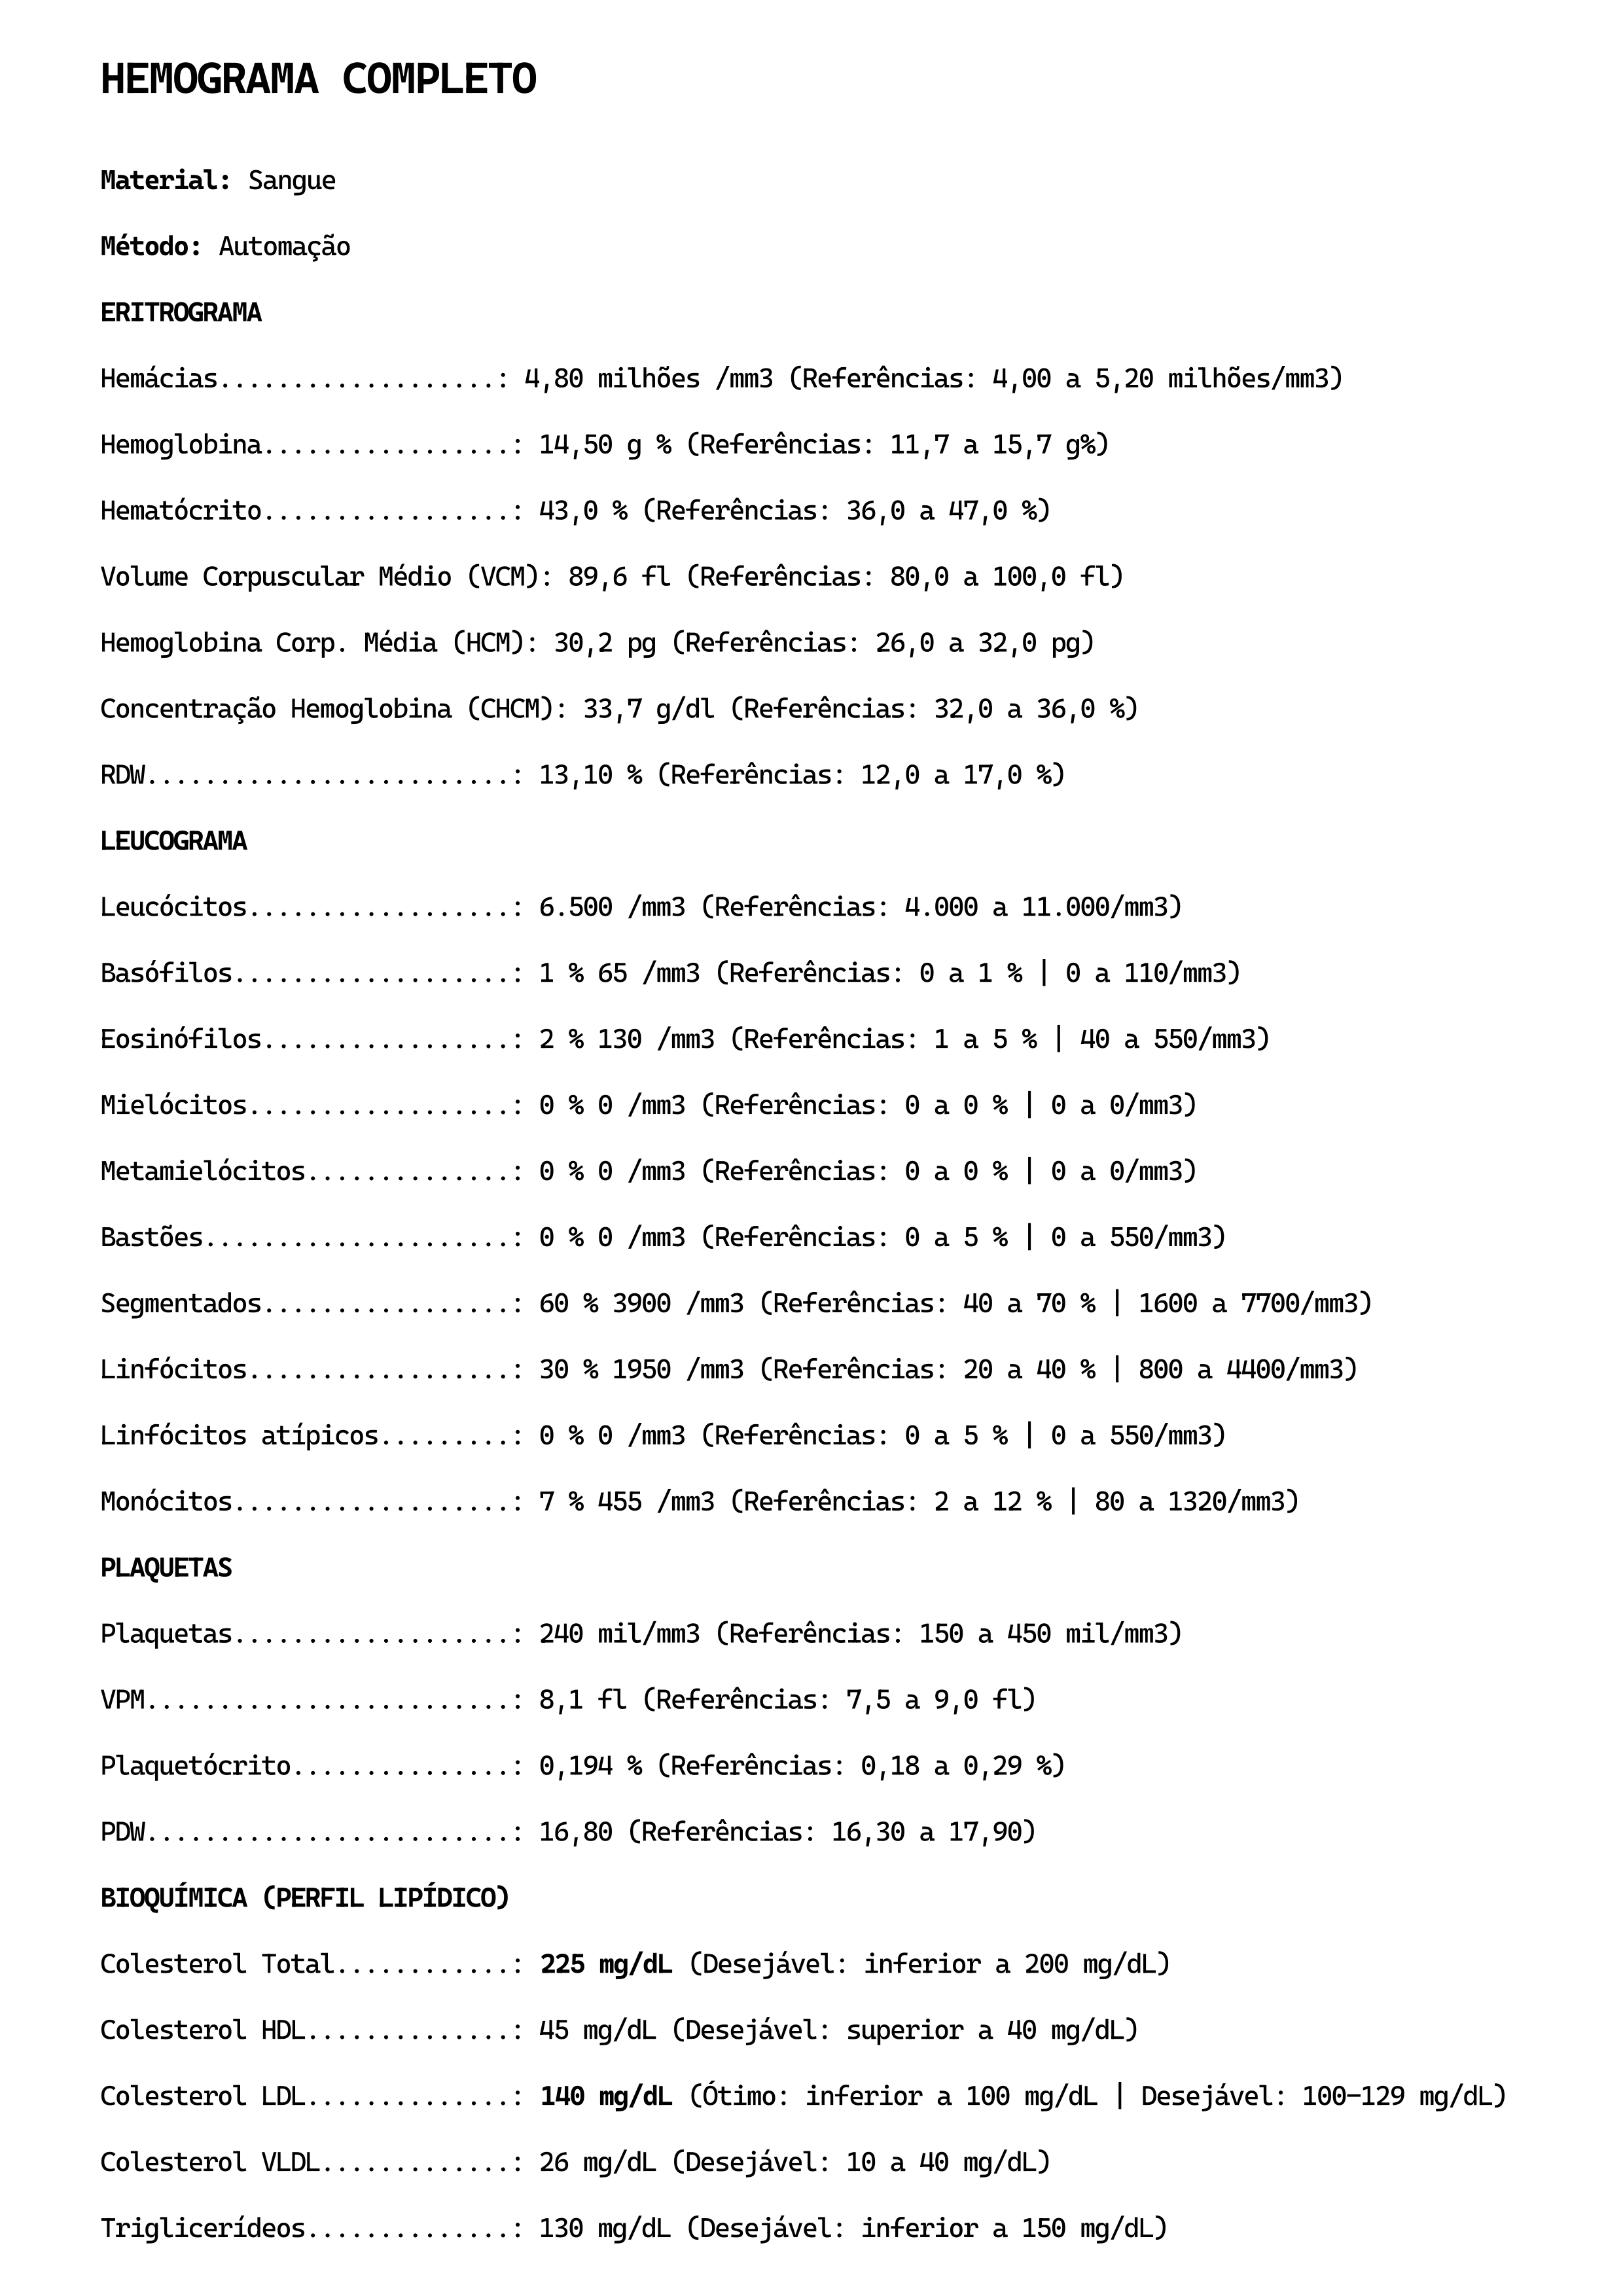 HEMOGRAMA COMPLETO
Material: Sangue
Método: Automação
ERITROGRAMA
Hemácias...................: 4,80 milhões /mm3 (Referências: 4,00 a 5,20 milhões/mm3)
Hemoglobina.................: 14,50 g % (Referências: 11,7 a 15,7 g%)
Hematócrito.................: 43,0 % (Referências: 36,0 a 47,0 %)
Volume Corpuscular Médio (VCM): 89,6 fl (Referências: 80,0 a 100,0 fl)
Hemoglobina Corp. Média (HCM): 30,2 pg (Referências: 26,0 a 32,0 pg)
Concentração Hemoglobina (CHCM): 33,7 g/dl (Referências: 32,0 a 36,0 %)
RDW.........................: 13,10 % (Referências: 12,0 a 17,0 %)
LEUCOGRAMA
Leucócitos..................: 6.500 /mm3 (Referências: 4.000 a 11.000/mm3)
Basófilos...................: 1 % 65 /mm3 (Referências: 0 a 1 % | 0 a 110/mm3)
Eosinófilos.................: 2 % 130 /mm3 (Referências: 1 a 5 % | 40 a 550/mm3)
Mielócitos..................: 0 % 0 /mm3 (Referências: 0 a 0 % | 0 a 0/mm3)
Metamielócitos..............: 0 % 0 /mm3 (Referências: 0 a 0 % | 0 a 0/mm3)
Bastões.....................: 0 % 0 /mm3 (Referências: 0 a 5 % | 0 a 550/mm3)
Segmentados.................: 60 % 3900 /mm3 (Referências: 40 a 70 % | 1600 a 7700/mm3)
Linfócitos..................: 30 % 1950 /mm3 (Referências: 20 a 40 % | 800 a 4400/mm3)
Linfócitos atípicos.........: 0 % 0 /mm3 (Referências: 0 a 5 % | 0 a 550/mm3)
Monócitos...................: 7 % 455 /mm3 (Referências: 2 a 12 % | 80 a 1320/mm3)
PLAQUETAS
Plaquetas...................: 240 mil/mm3 (Referências: 150 a 450 mil/mm3)
VPM.........................: 8,1 fl (Referências: 7,5 a 9,0 fl)
Plaquetócrito...............: 0,194 % (Referências: 0,18 a 0,29 %)
PDW.........................: 16,80 (Referências: 16,30 a 17,90)
BIOQUÍMICA (PERFIL LIPÍDICO)
Colesterol Total............: 225 mg/dL (Desejável: inferior a 200 mg/dL)
Colesterol HDL..............: 45 mg/dL (Desejável: superior a 40 mg/dL)
Colesterol LDL..............: 140 mg/dL (Ótimo: inferior a 100 mg/dL | Desejável: 100–129 mg/dL)
Colesterol VLDL.............: 26 mg/dL (Desejável: 10 a 40 mg/dL)
Triglicerídeos..............: 130 mg/dL (Desejável: inferior a 150 mg/dL)